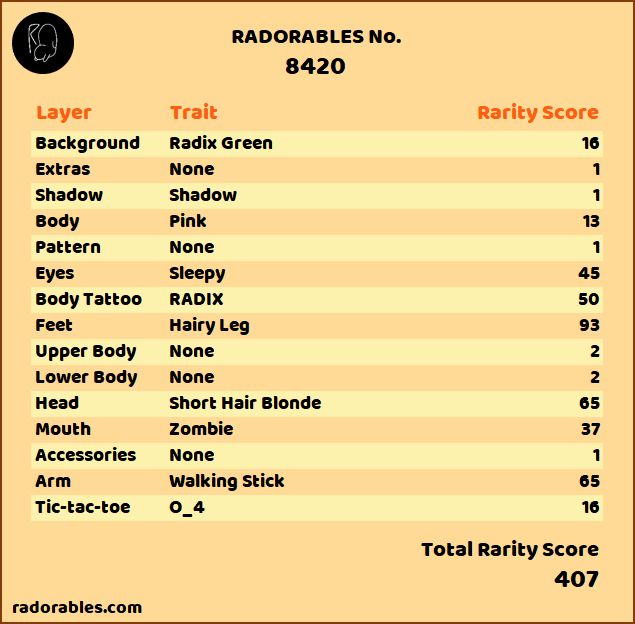 RADORABLES No.
8420
Layer Trait Rarity Score
Background Radix Green 16
Extras None 1
Shadow Shadow 1
Body Pink 13
Pattern None 1
Eyes Sleepy 45
Body Tattoo RADIX 50
Feet Hairy Leg 93
Upper Body None 2
Lower Body None 2
Head Short Hair Blonde 65
Mouth Zombie 37
Accessories None 1
Arm Walking Stick 65
Tic-tac-toe O_4 16
Total Rarity Score
407
radorables.com